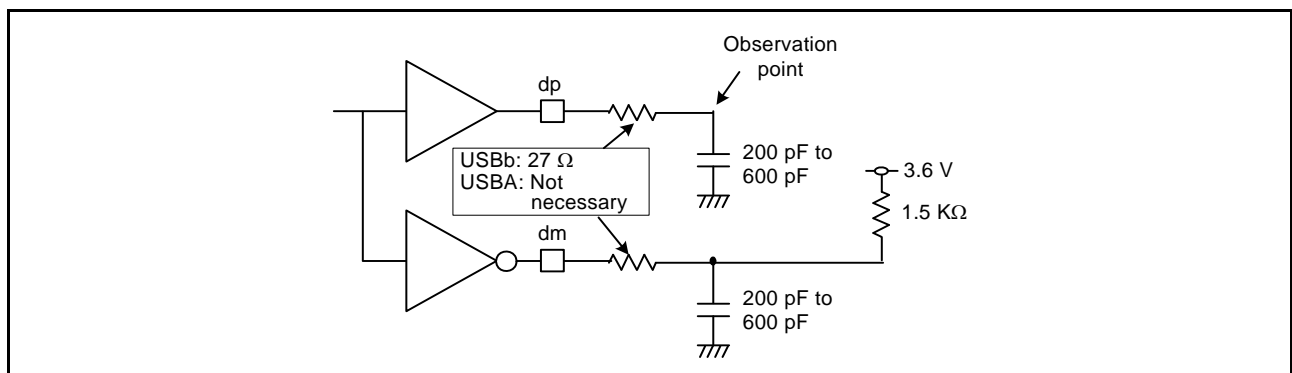 Observation
point
dp
200 pF to
600 pF
USBb: 27 Ω
USBA: Not
necessary
3.6 V
1.5 KΩ
dm
200 pF to
600 pF